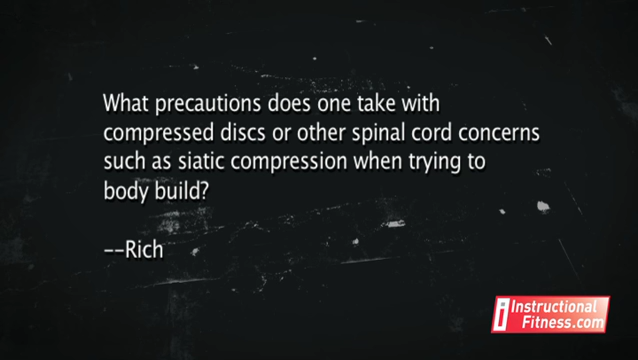 What precautions does one take with
compressed discs or other spinal cord concerns
such as siatic compression when trying to
body build?
--Rich
i Instructional
Fitness.com